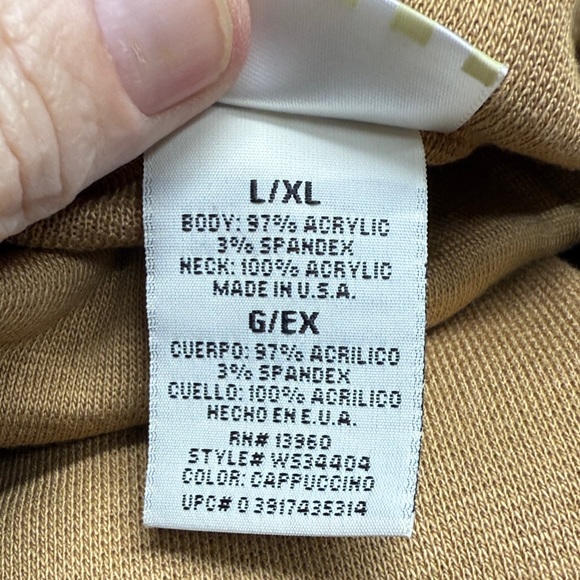 L/XL
BODY: 97% ACRYLIC
3% SPANDEX
NECK: 100% ACRYLIC
MADE IN U.S.A.
G/EX
CUERPO: 97% ACRILICO
3% SPANDEX
CUELLO: 100% ACRILICO
HECHO EN E.U.A.
RN# 13960
STYLE# WS34404
COLOR: CAPPUCCINO
UPC# 0 3917435314